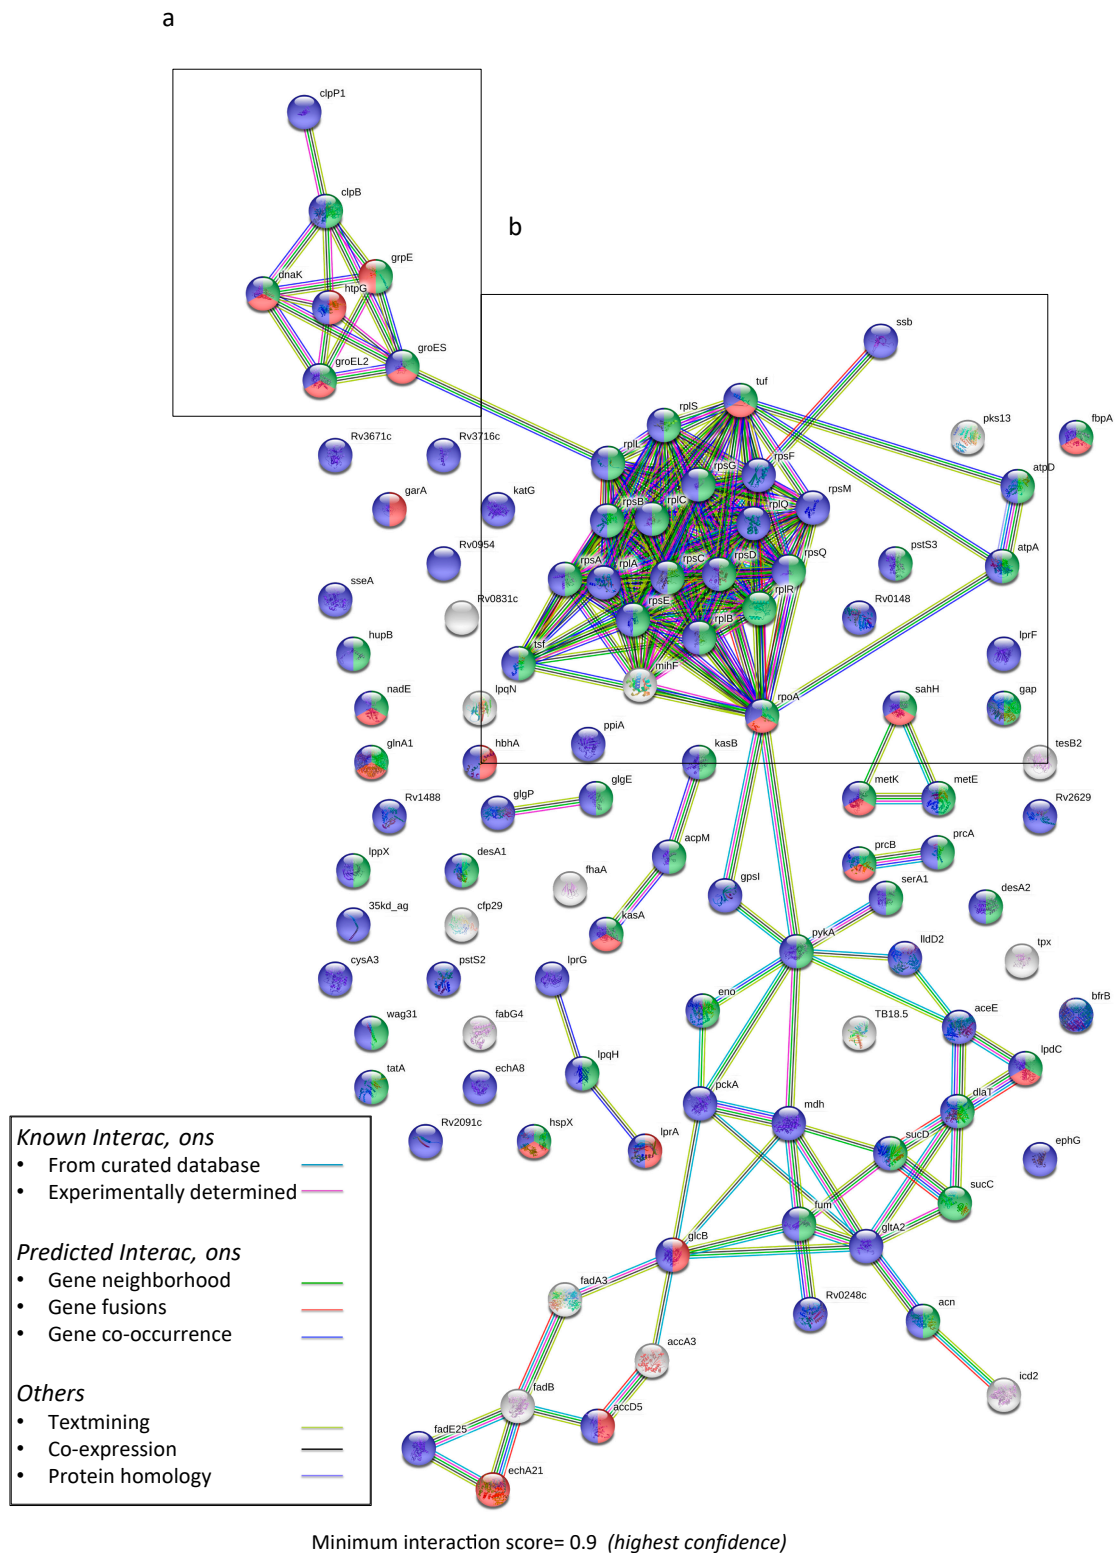 a
clpP1
clpB
b
grpE
dnaK
htpG
ssb
groES
groEL2
tuf
rplS
pks13
fbpA
Rv3671c
Rv3716c
rplL
rpsG
rpsF
atpD
garA
katG
rpsB
rplC
rplQ
rpsM
Rv0954
rpsA
rplA
rpsC
rpsD
rpsQ
pstS3
atpA
sseA
Rv0831c
rpsE
rplR
Rv0148
hupB
tsf
rplB
lprF
mihF
nadE
lpqN
rpoA
sahH
gap
glnA1
hbhA
ppiA
kasB
tesB2
Rv1488
glgP
glgE
metK
metE
Rv2629
lppX
desA1
acpM
prcB
prcA
fhaA
gpsI
serA1
desA2
35kd_ag
cfp29
kasA
pykA
lldD2
tpx
cysA3
pstS2
lprG
eno
aceE
bfrB
wag31
fabG4
TB18.5
lpdC
lpqH
tatA
echA8
pckA
mdh
dlaT
Rv2091c
hspX
lprA
sucD
ephG
sucC
fum
gltA2
glcB
fadA3
Rv0248c
acn
accA3
icd2
fadB
accD5
fadE25
echA21
Known Interac, ons
• From curated database
• Experimentally determined
Predicted Interac, ons
• Gene neighborhood
• Gene fusions
• Gene co-occurrence
Others
• Textmining
• Co-expression
• Protein homology
Minimum interaction score= 0.9 (highest confidence)